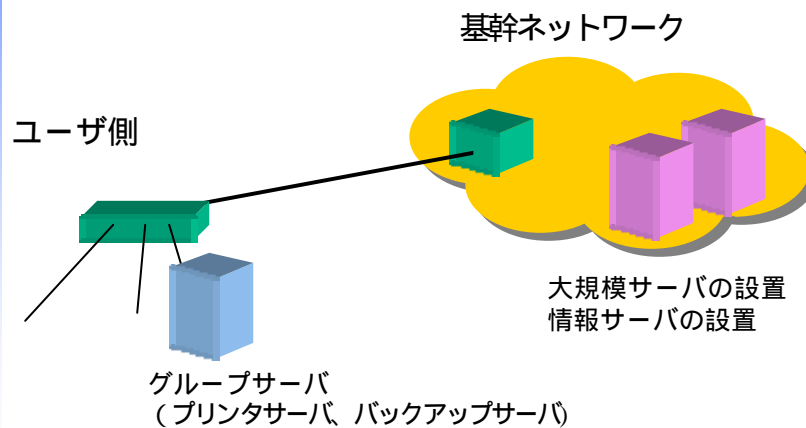 基幹ネットワーク
ユーザ側
大規模サーバの設置
情報サーバの設置
グループサーバ
(プリンタサーバ、バックアップサーバ)